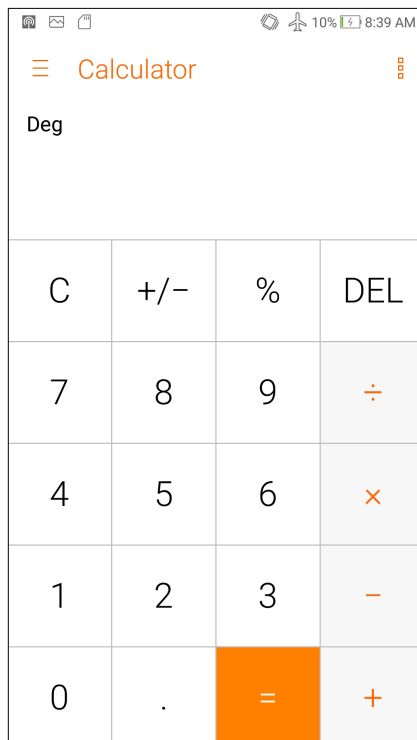 10% 8:39 AM
Calculator
Deg
C +/− % DEL
7 8 9 ÷
4 5 6 ×
1 2 3 −
0 . = +